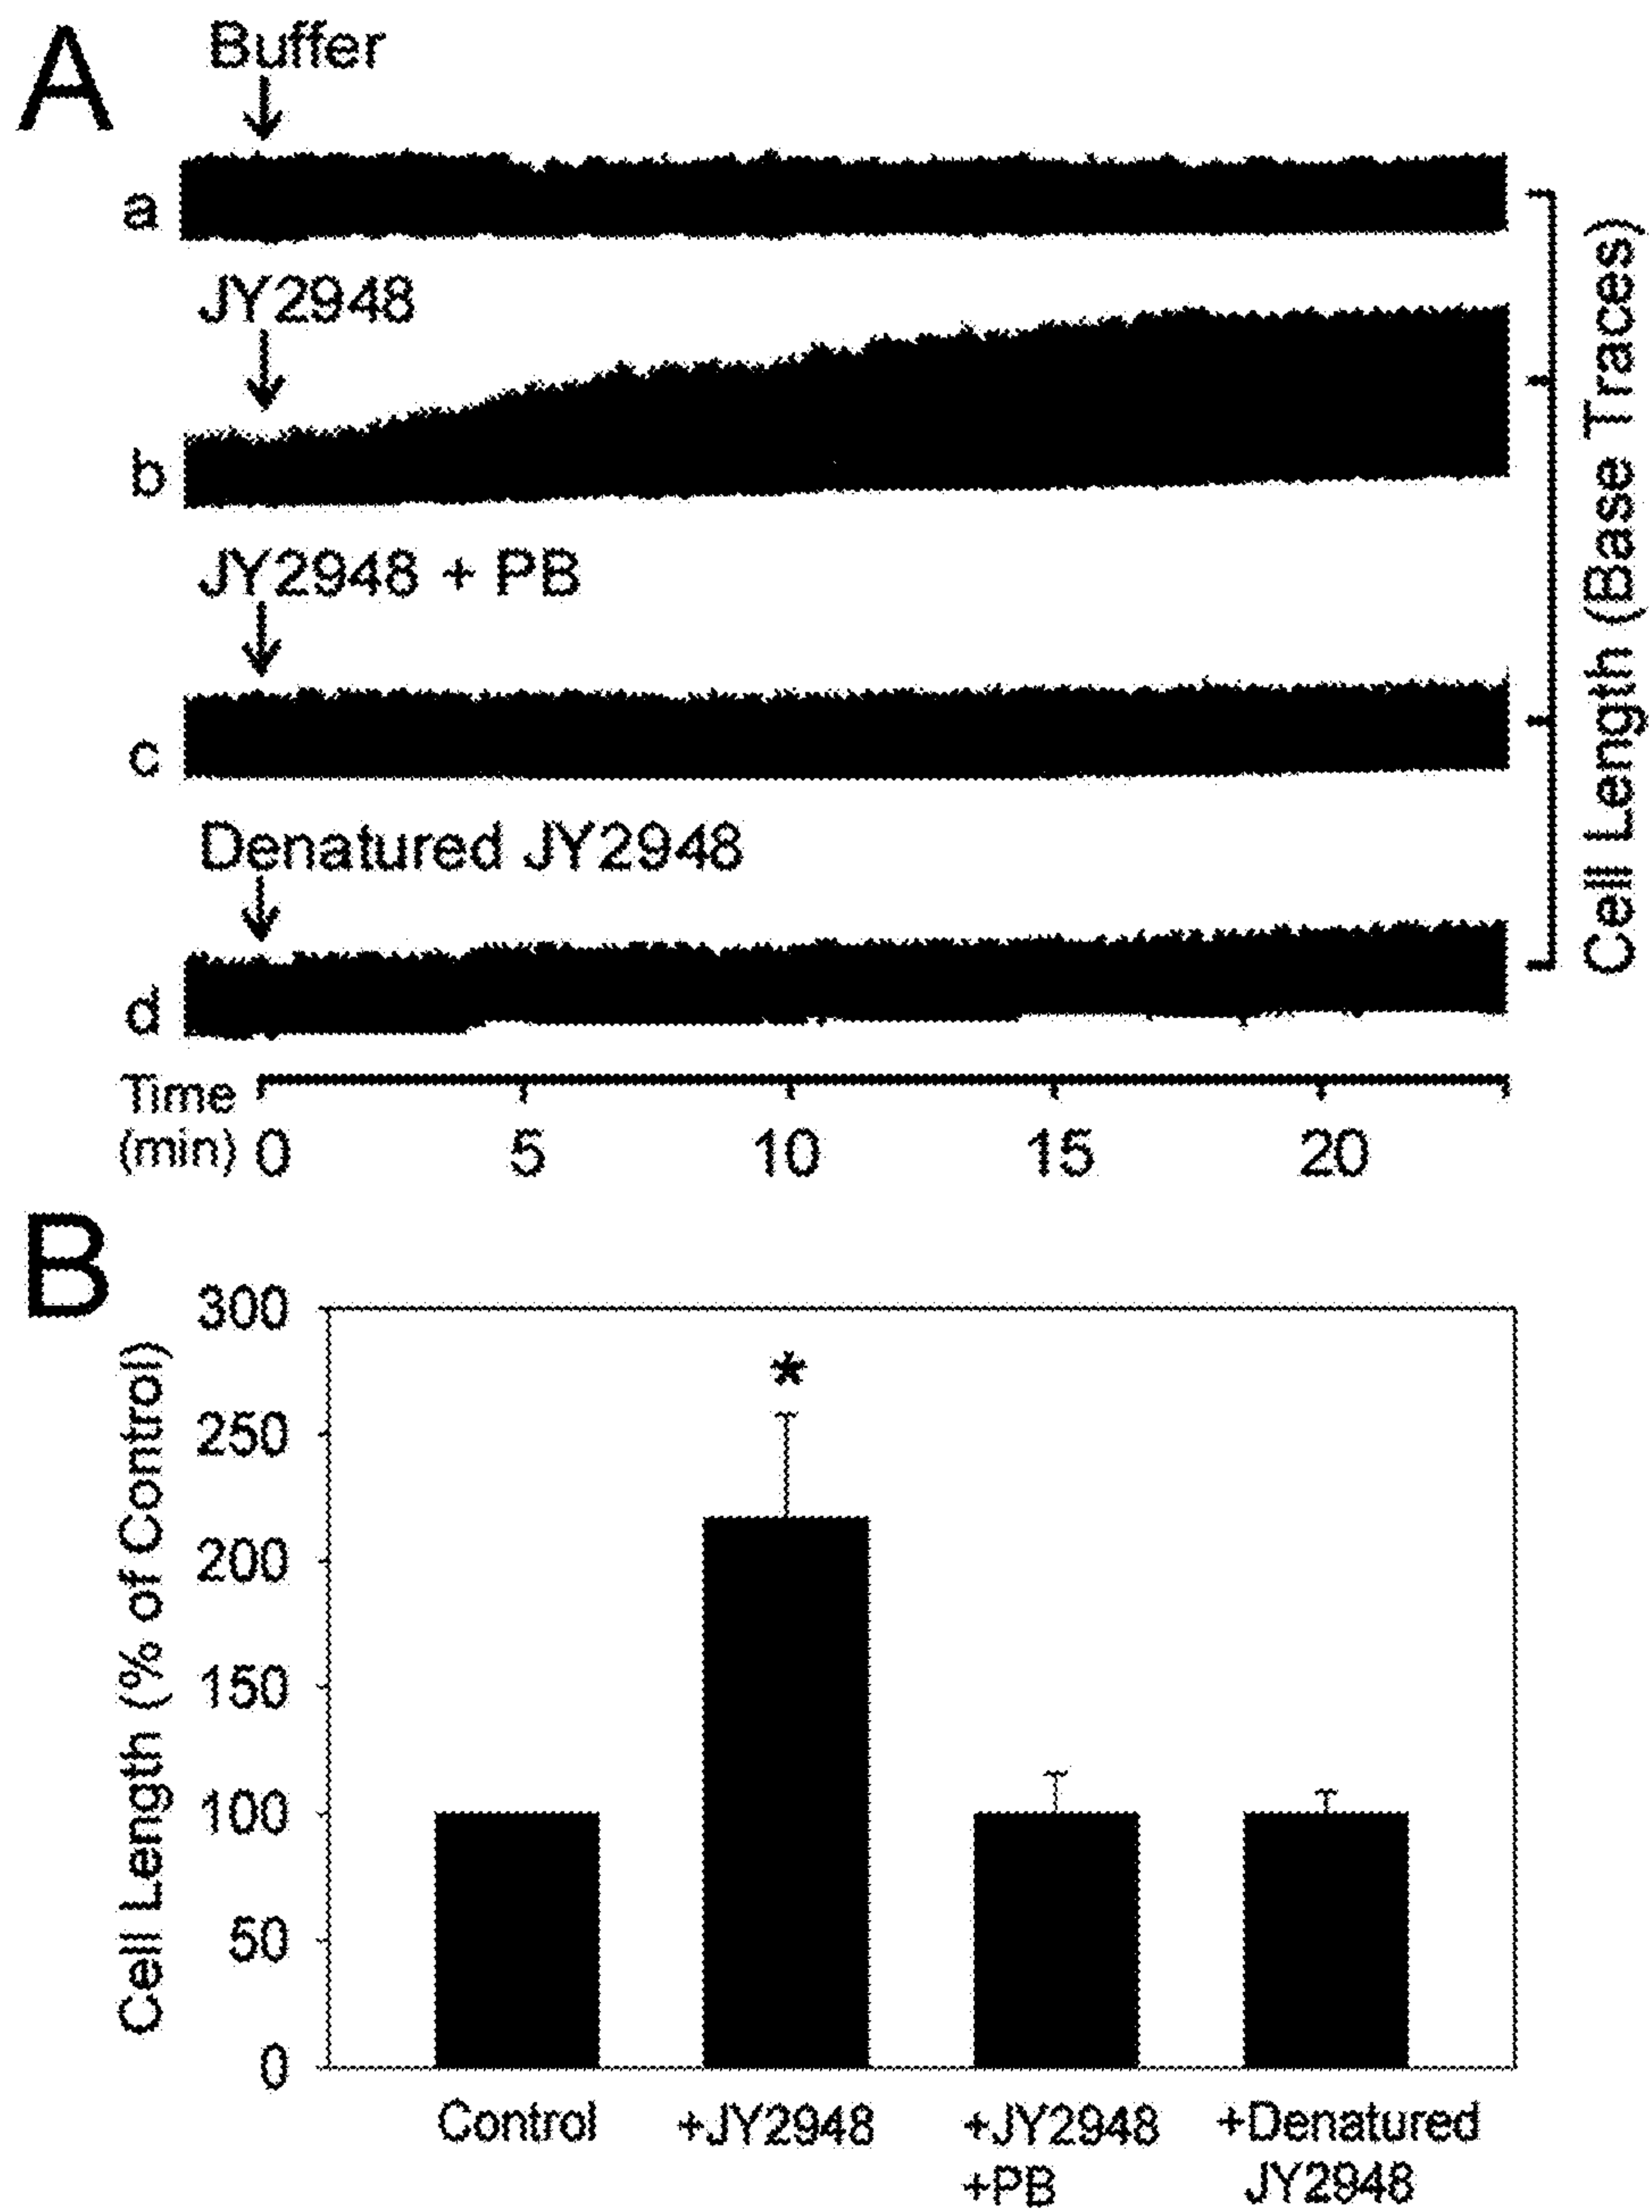 A
Buffer
a
JY2948
b
JY2948 + PB
c
Denatured JY2948
d
Cell Length (Base Traces)
Time
(min) 0 5 10 15 20
B
300
250
200
150
100
50
0
Cell Length (% of Control)
*
Control +JY2948 +JY2948 +Denatured
+PB JY2948